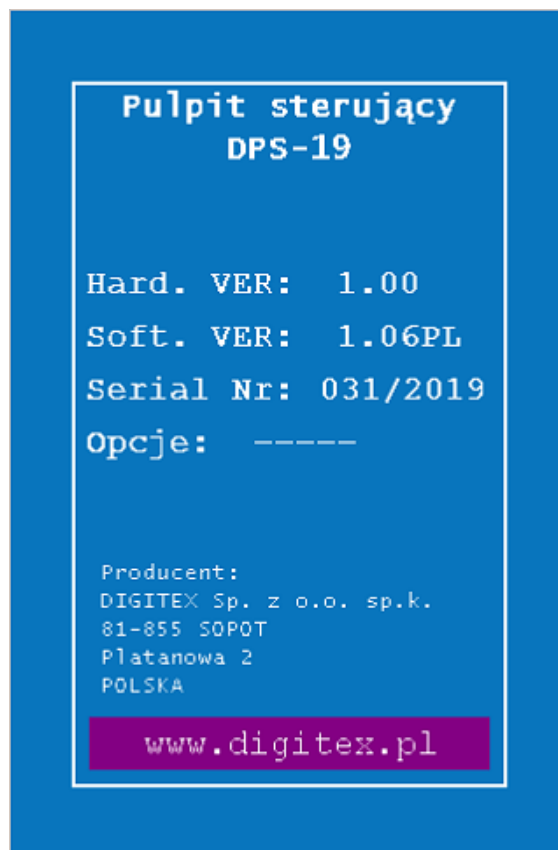 Pulpit sterujący
DPS-19
Hard. VER: 1.00
Soft. VER: 1.06PL
Serial Nr: 031/2019
Opcje: -----
Producent:
DIGITEX Sp. z o.o. sp.k.
81-855 SOPOT
Platanowa 2
POLSKA
www.digitex.pl